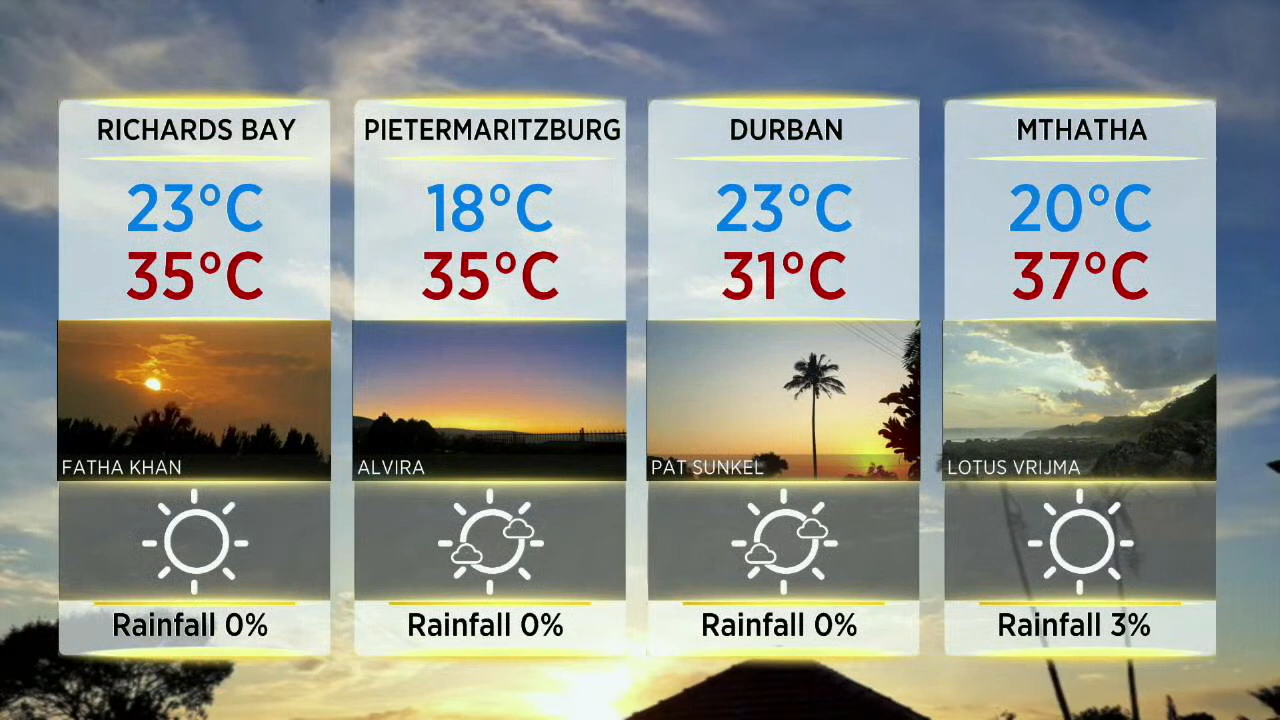 RICHARDS BAY
23°C
35°C
FATHA KHAN
Rainfall 0%
PIETERMARITZBURG
18°C
35°C
ALVIRA
Rainfall 0%
DURBAN
23°C
31°C
PAT SUNKEL
Rainfall 0%
MTHATHA
20°C
37°C
LOTUS VRIJMA
Rainfall 3%